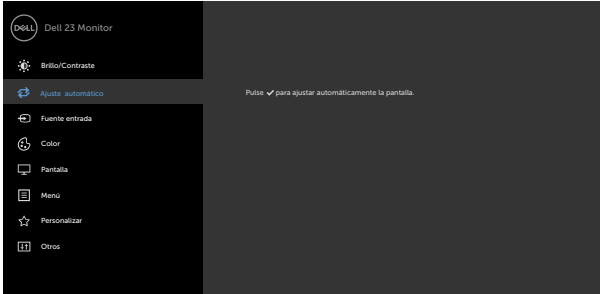 DELL
Dell 23 Monitor
Brillo/Contraste
Ajuste automático
Pulse ✔ para ajustar automáticamente la pantalla.
Fuente entrada
Color
Pantalla
Menú
Personalizar
Otros